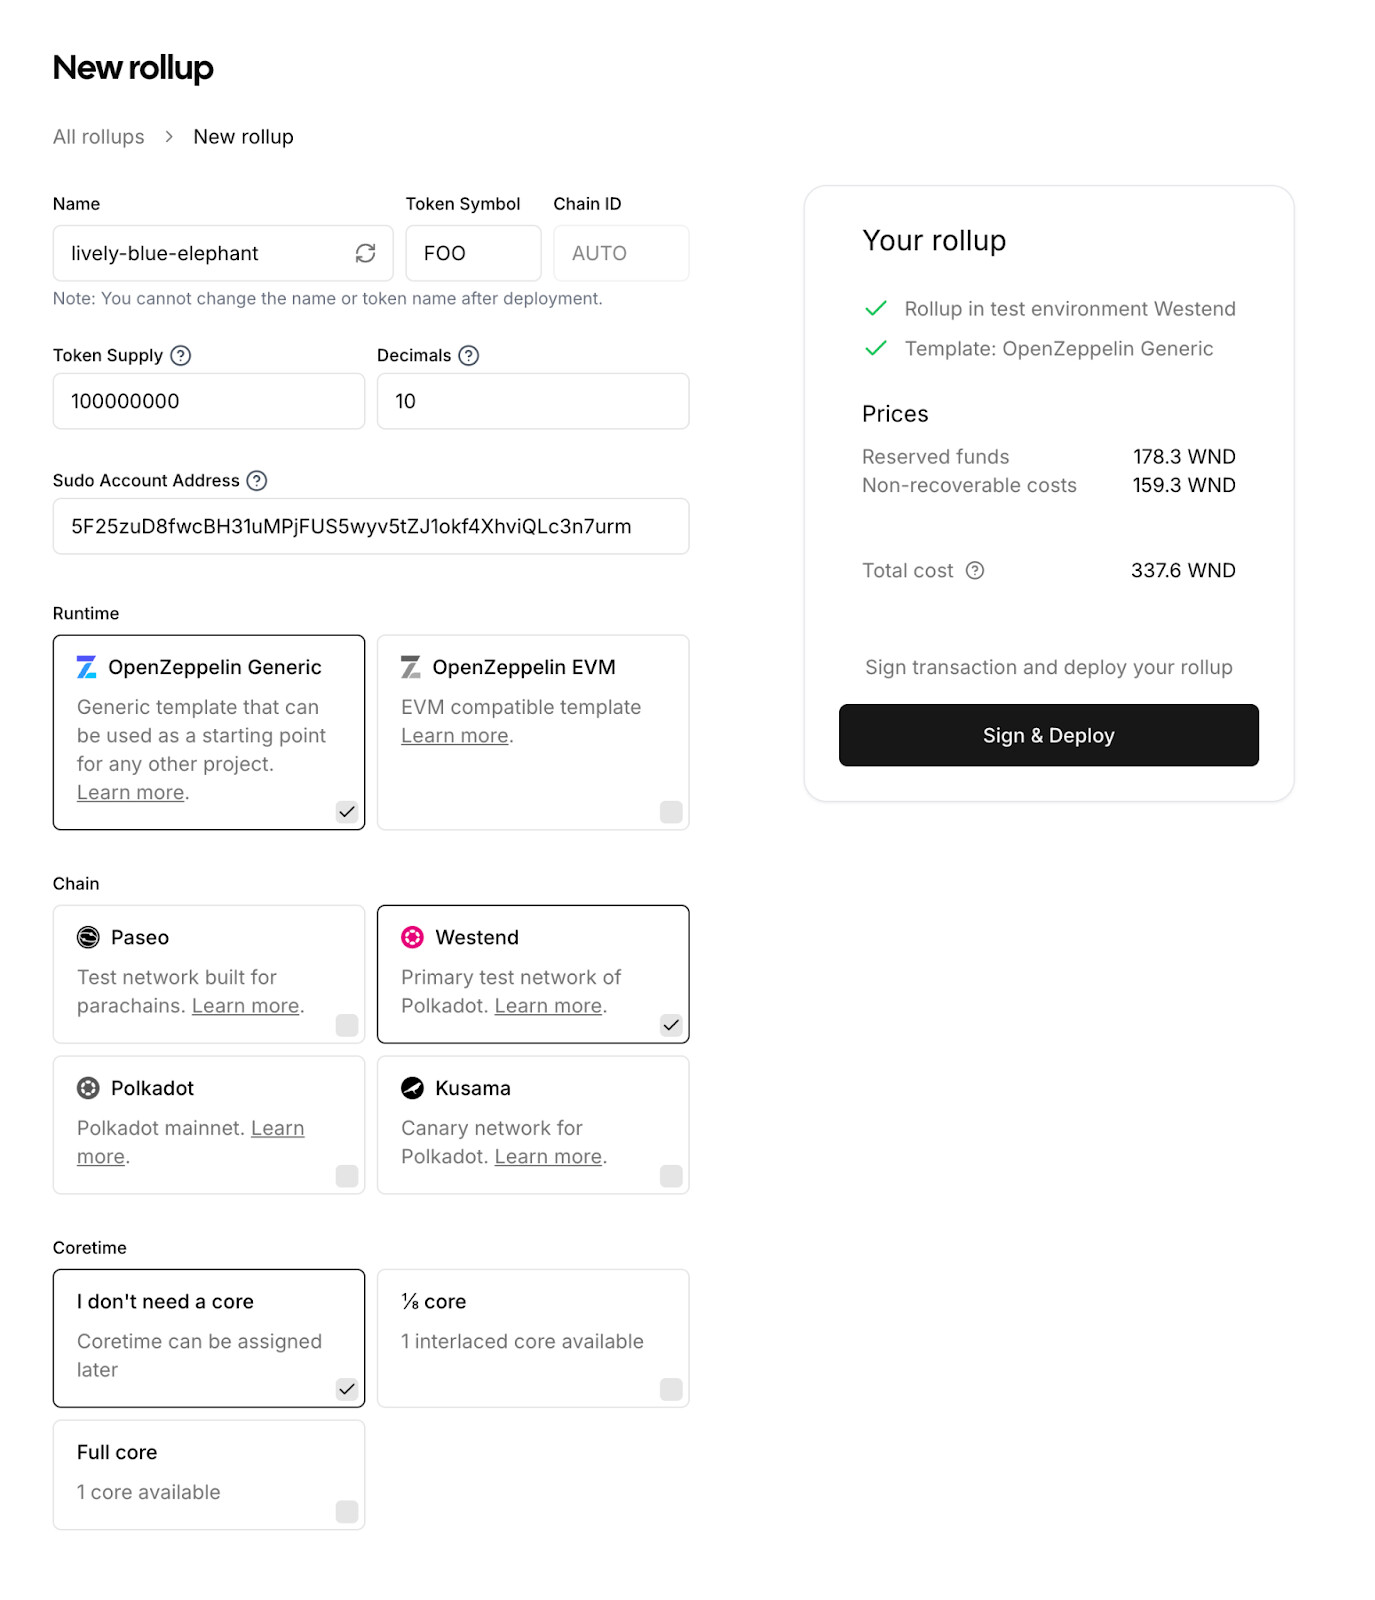 New rollup
All rollups > New rollup
Name
lively-blue-elephant
Token Symbol
FOO
Chain ID
AUTO
Note: You cannot change the name or token name after deployment.
Token Supply ?
100000000
Decimals ?
10
Sudo Account Address ?
5F25zuD8fwcBH31uMPjFUS5wyv5tZJ1okf4XhviQLc3n7urm
Runtime
OpenZeppelin Generic
Generic template that can
be used as a starting point
for any other project.
Learn more.
OpenZeppelin EVM
EVM compatible template
Learn more.
Chain
Paseo
Test network built for
parachains. Learn more.
Westend
Primary test network of
Polkadot. Learn more.
Polkadot
Polkadot mainnet. Learn
more.
Kusama
Canary network for
Polkadot. Learn more.
Coretime
I don't need a core
Coretime can be assigned
later
⅛ core
1 interlaced core available
Full core
1 core available
Your rollup
Rollup in test environment Westend
Template: OpenZeppelin Generic
Prices
Reserved funds 178.3 WND
Non-recoverable costs 159.3 WND
Total cost ? 337.6 WND
Sign transaction and deploy your rollup
Sign & Deploy